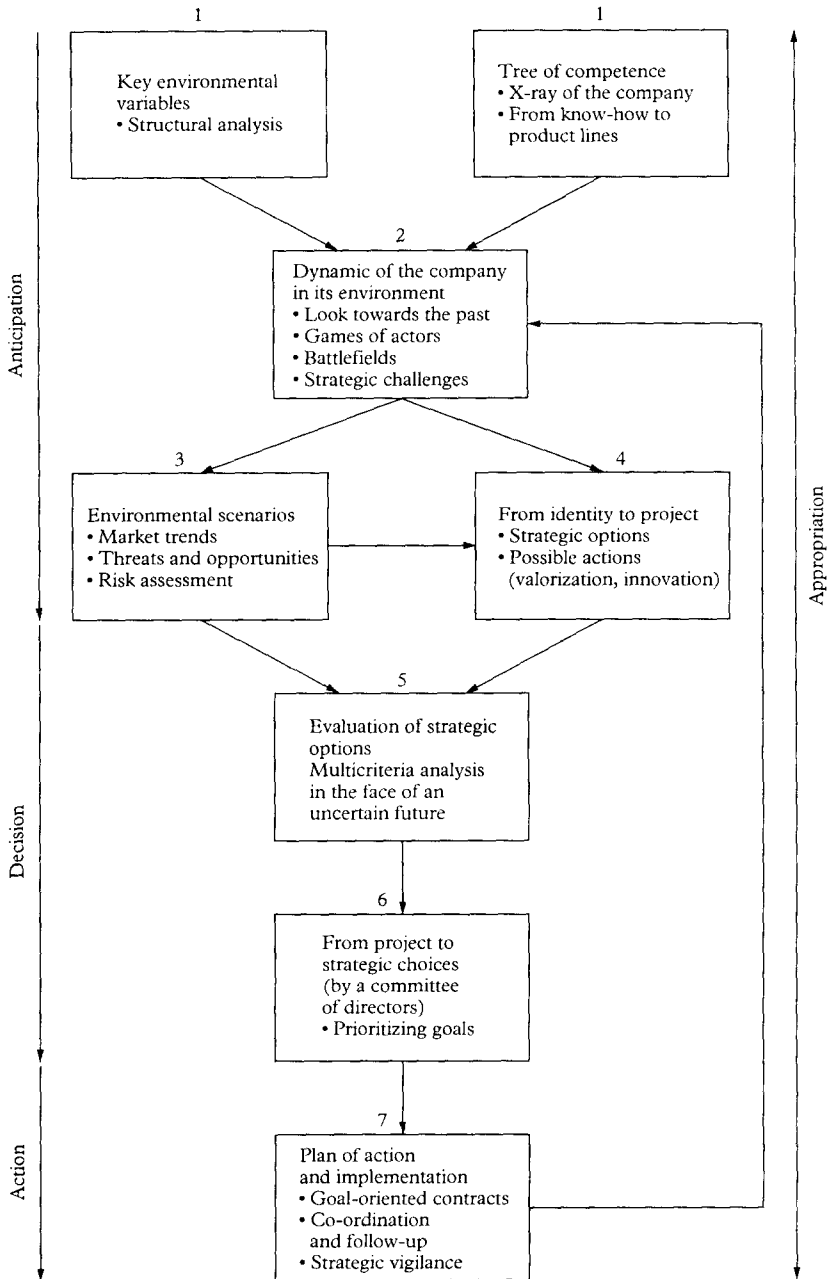 1
Key environmental
variables
• Structural analysis
1
Tree of competence
• X-ray of the company
• From know-how to
product lines
2
Dynamic of the company
in its environment
• Look towards the past
• Games of actors
• Battlefields
• Strategic challenges
Anticipation
3
Environmental scenarios
• Market trends
• Threats and opportunities
• Risk assessment
4
From identity to project
• Strategic options
• Possible actions
(valorization, innovation)
Appropriation
5
Evaluation of strategic
options
Multicriteria analysis
in the face of an
uncertain future
Decision
6
From project to
strategic choices
(by a committee
of directors)
• Prioritizing goals
7
Plan of action
and implementation
• Goal-oriented contracts
• Co-ordination
and follow-up
• Strategic vigilance
Action